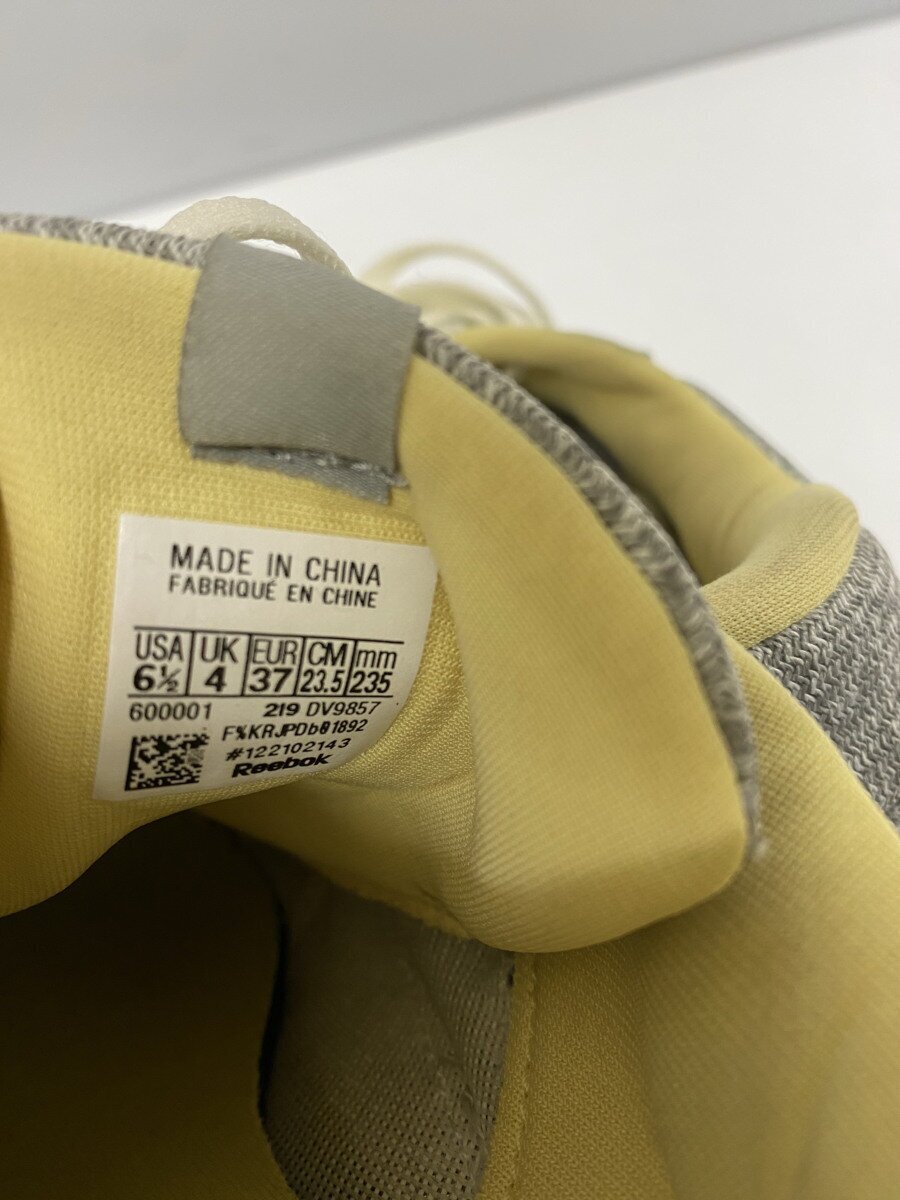 MADE IN CHINA
FABRIQUÉ EN CHINE
USA UK EUR CM mm
6½ 4 37 23.5 235
600001 219 DV9857
#122102143
Reebok